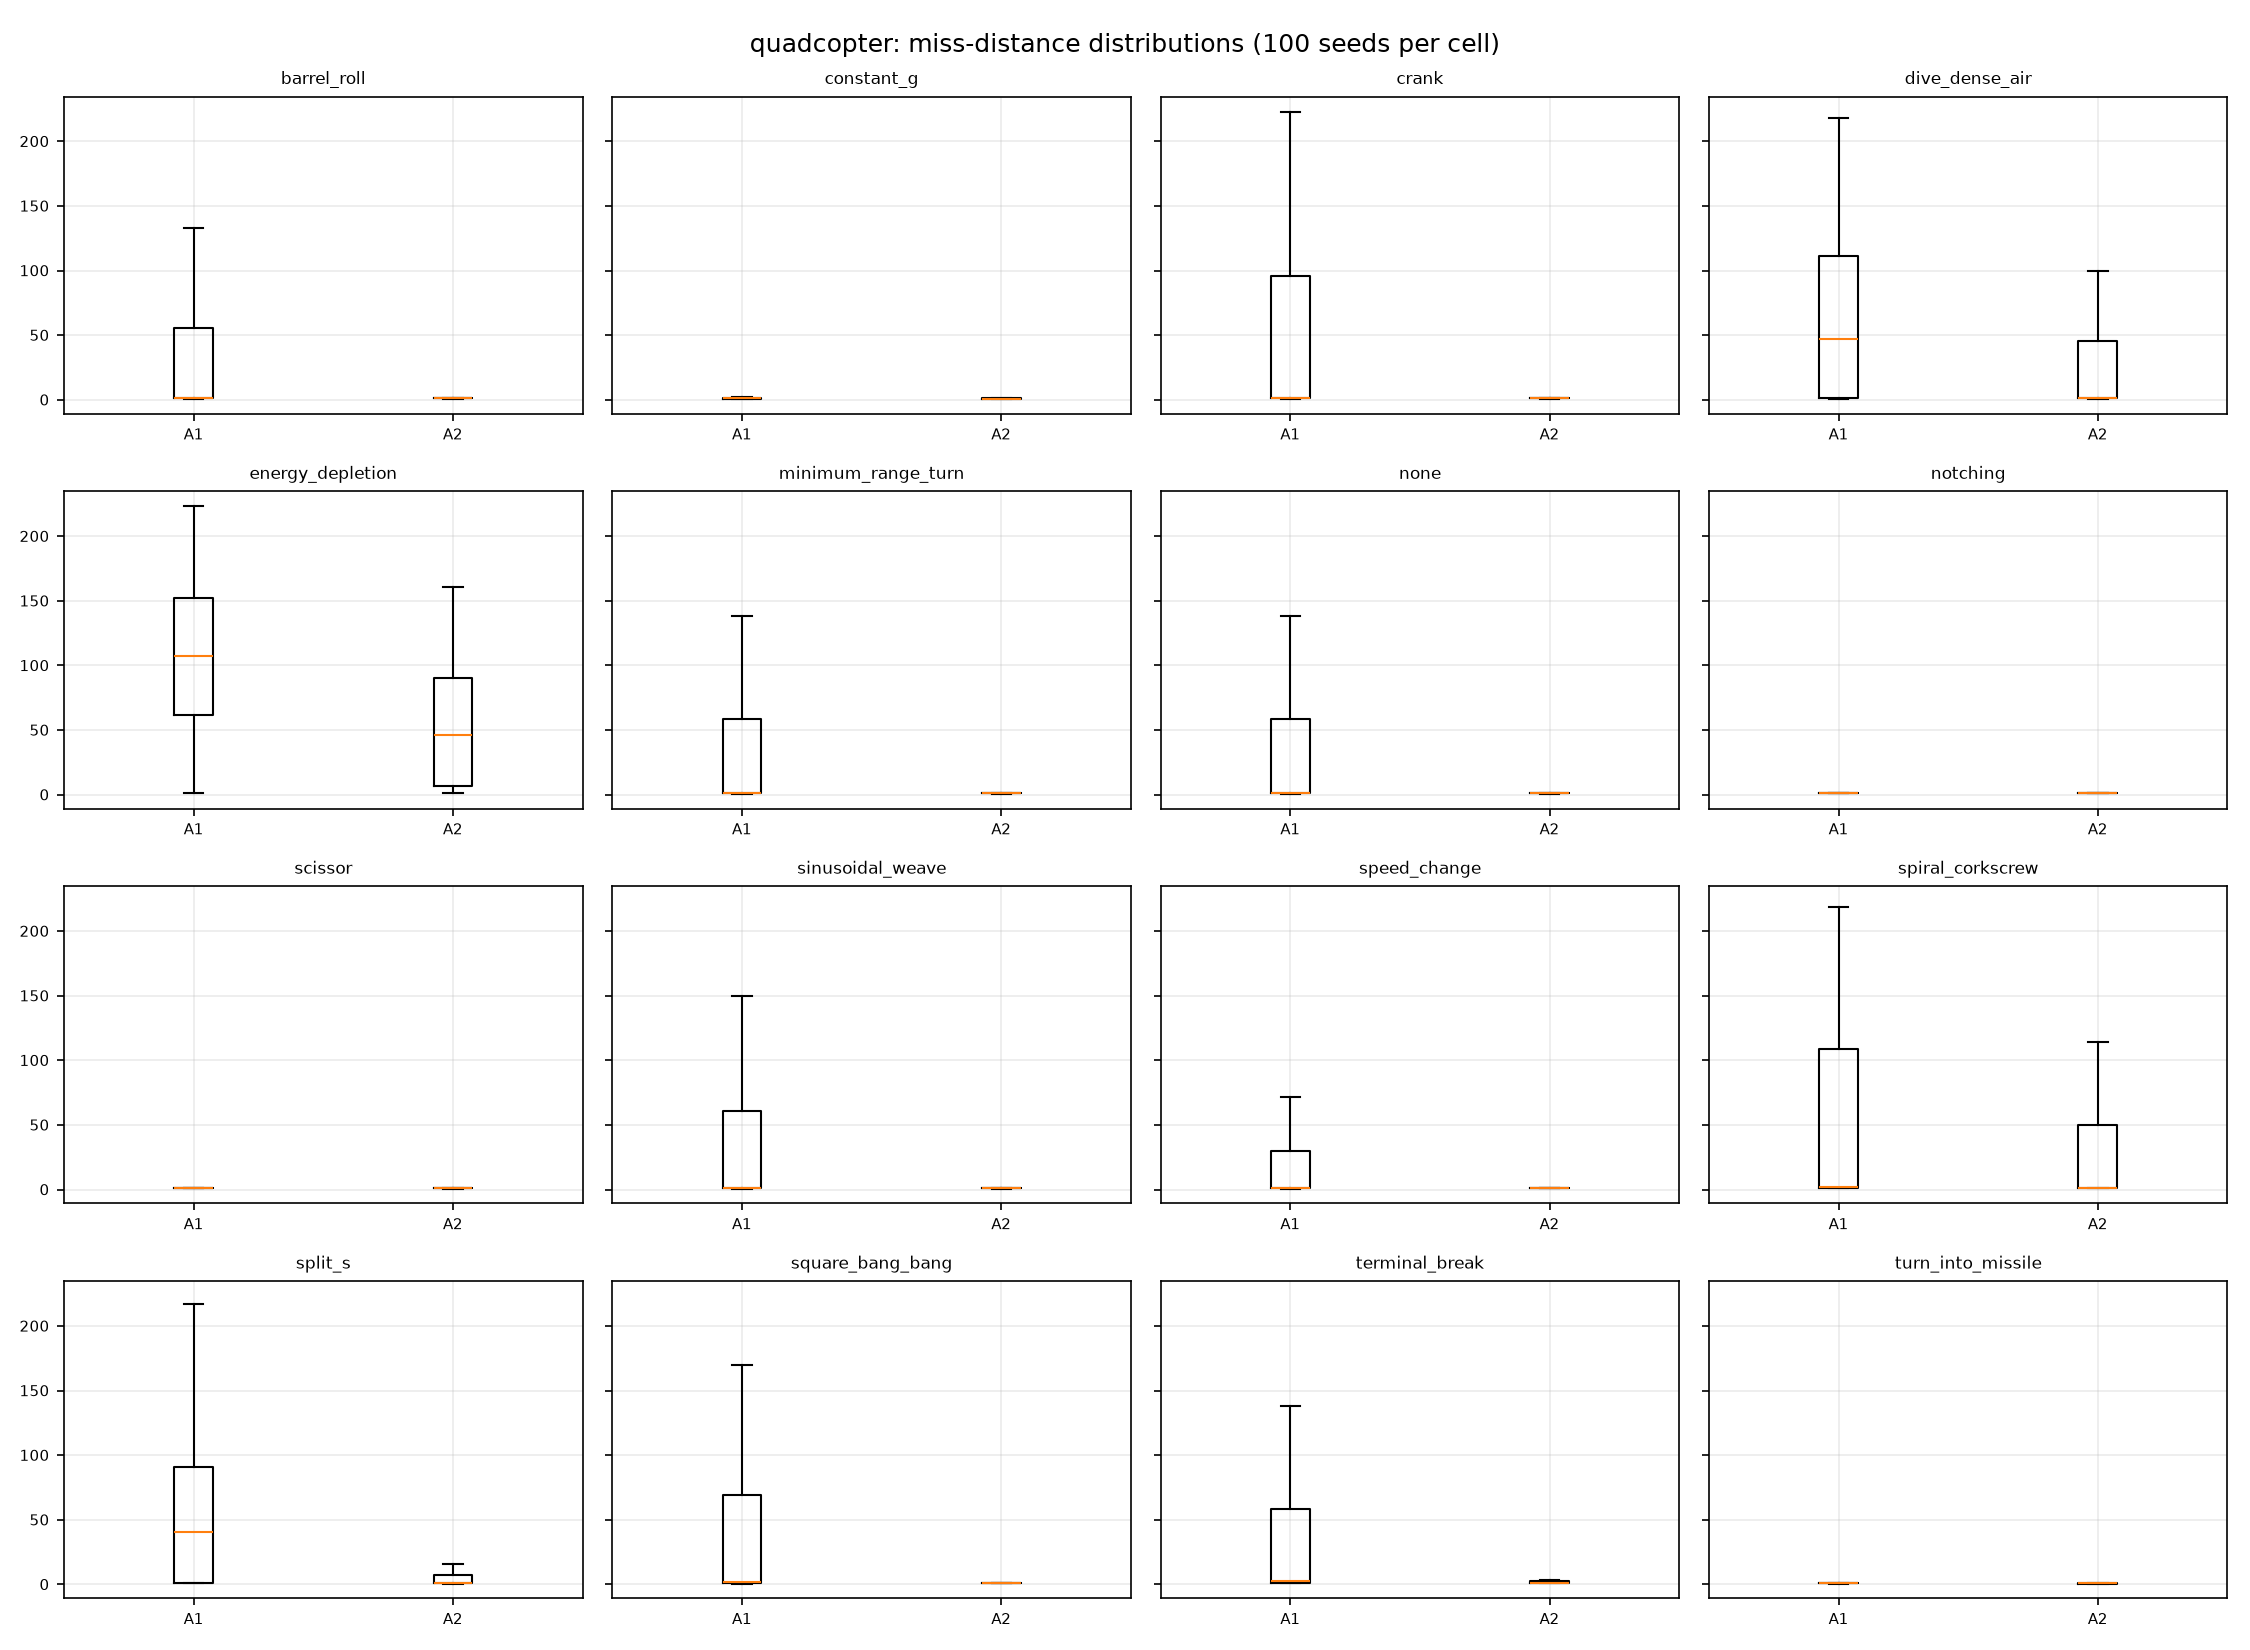 quadcopter: miss-distance distributions (100 seeds per cell)
barrel_roll constant_g crank dive_dense_air
200
150
100
50
0
A1 A2 A1 A2 A1 A2 A1 A2
energy_depletion minimum_range_turn none notching
200
150
100
50
0
A1 A2 A1 A2 A1 A2 A1 A2
scissor sinusoidal_weave speed_change spiral_corkscrew
200
150
100
50
0
A1 A2 A1 A2 A1 A2 A1 A2
split_s square_bang_bang terminal_break turn_into_missile
200
150
100
50
0
A1 A2 A1 A2 A1 A2 A1 A2